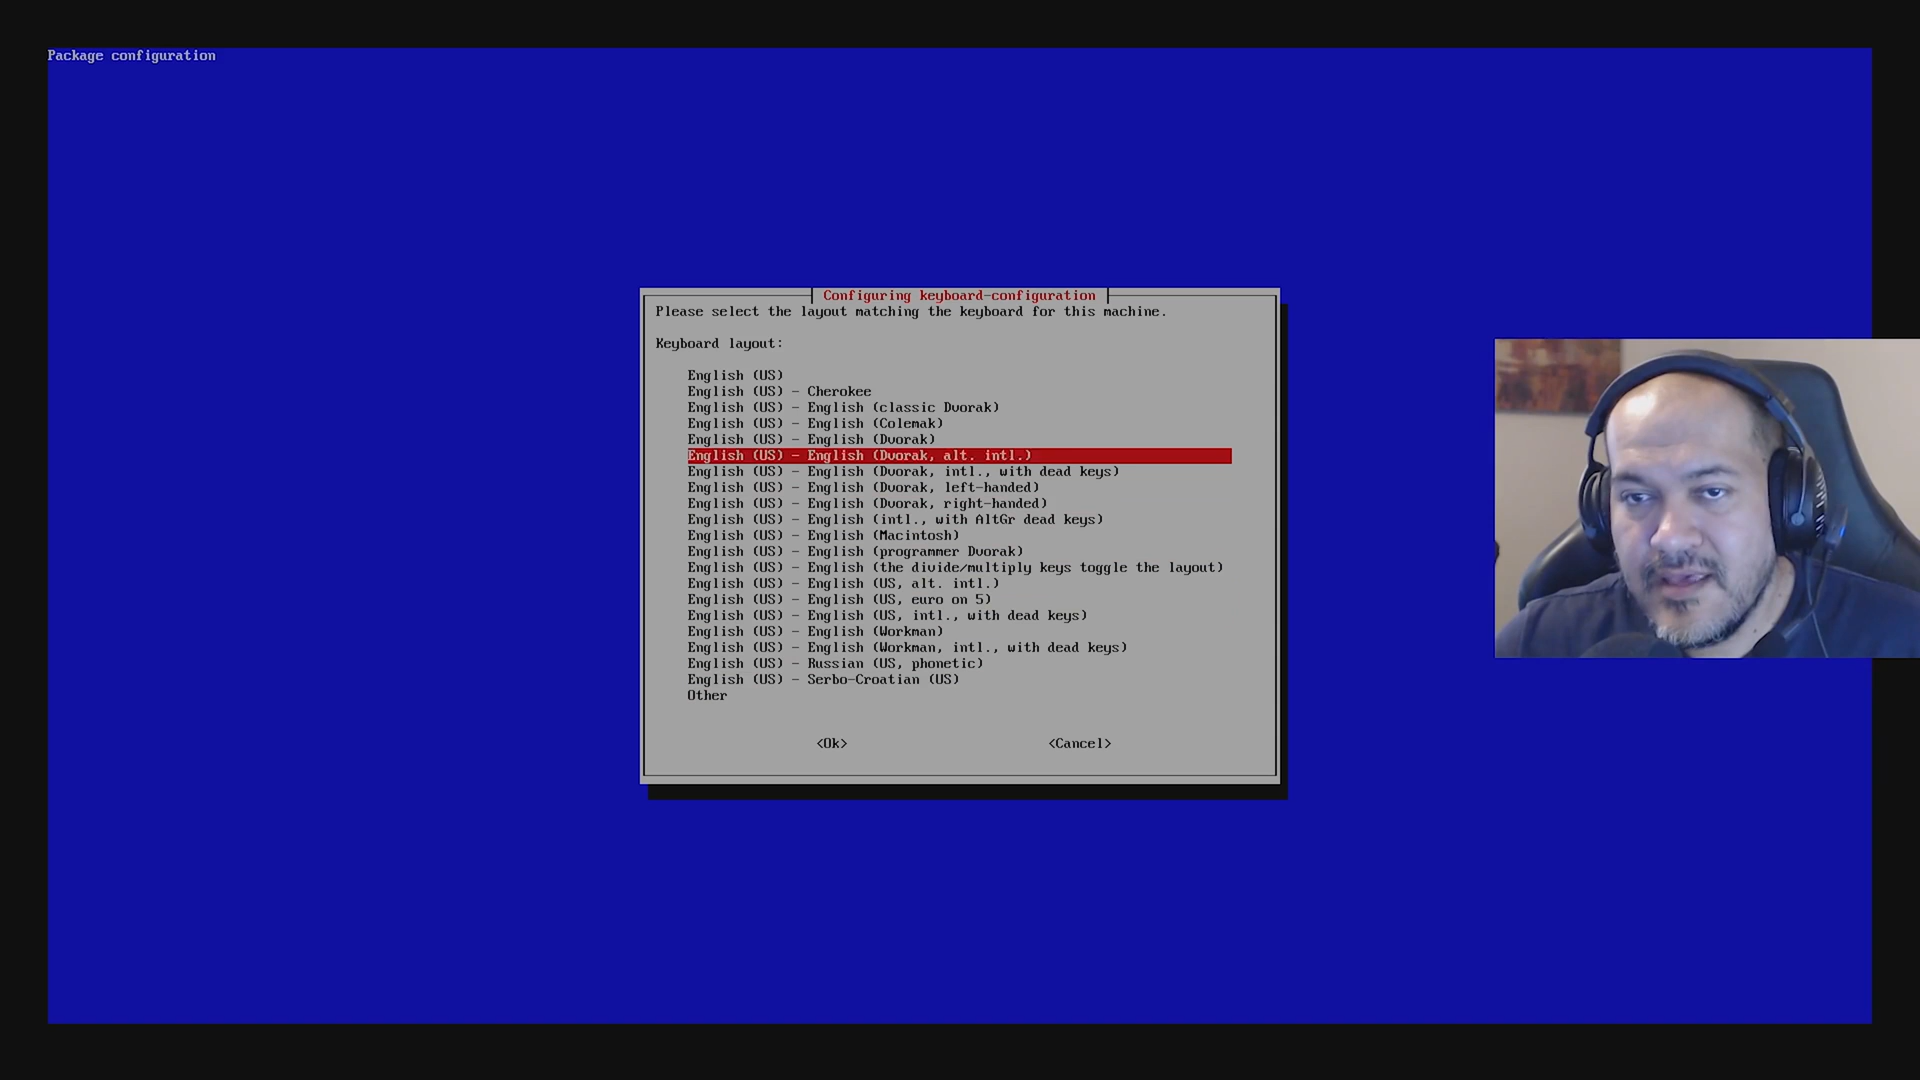 Package configuration
Configuring keyboard-configuration
Please select the layout matching the keyboard for this machine.
Keyboard layout:
English (US)
English (US) - Cherokee
English (US) - English (classic Dvorak)
English (US) - English (Colemak)
English (US) - English (Dvorak)
English (US) - English (Dvorak, alt. intl.)
English (US) - English (Dvorak, intl., with dead keys)
English (US) - English (Dvorak, left-handed)
English (US) - English (Dvorak, right-handed)
English (US) - English (intl., with AltGr dead keys)
English (US) - English (Macintosh)
English (US) - English (programmer Dvorak)
English (US) - English (the divide/multiply keys toggle the layout)
English (US) - English (US, alt. intl.)
English (US) - English (US, euro on 5)
English (US) - English (US, intl., with dead keys)
English (US) - English (Workman)
English (US) - English (Workman, intl., with dead keys)
English (US) - Russian (US, phonetic)
English (US) - Serbo-Croatian (US)
Other
<Ok> <Cancel>